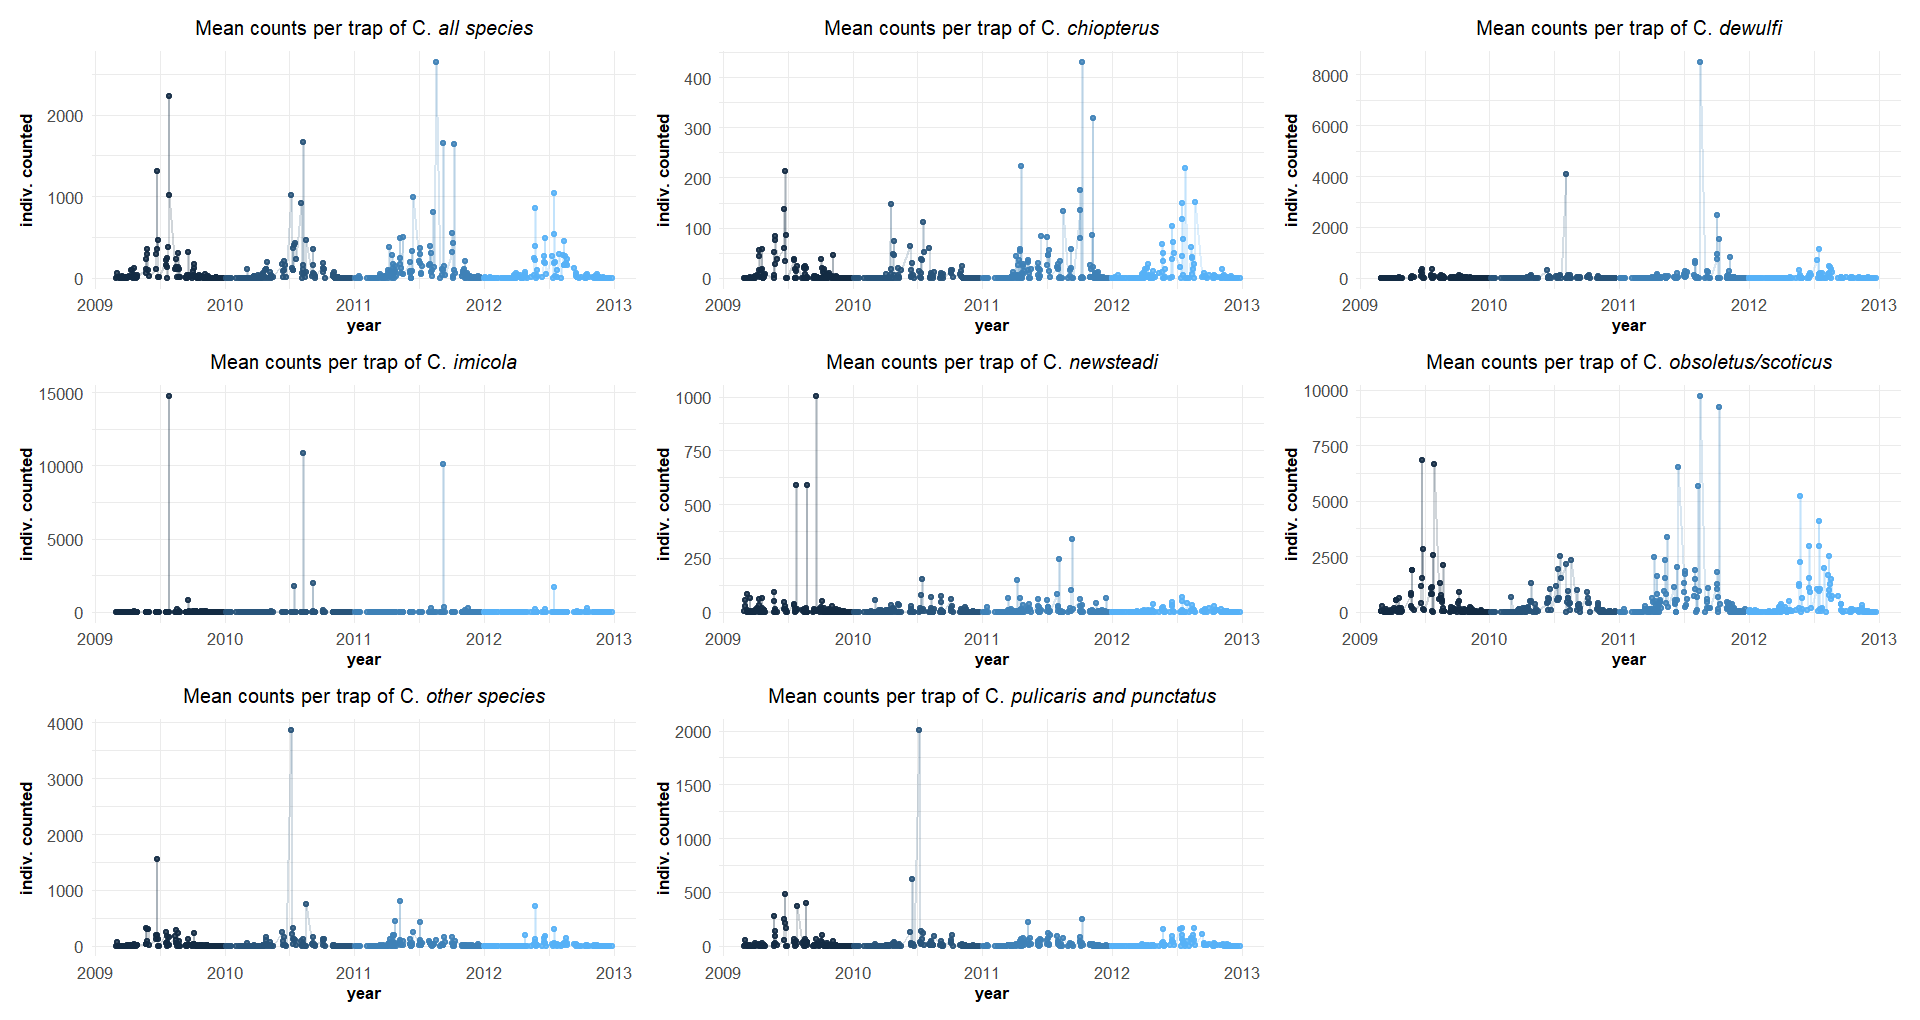 Mean counts per trap of C. all species
indiv. counted
2000
1000
0
2009 2010 2011 2012 2013
year
Mean counts per trap of C. chiopterus
indiv. counted
400
300
200
100
0
2009 2010 2011 2012 2013
year
Mean counts per trap of C. dewulfi
indiv. counted
8000
6000
4000
2000
0
2009 2010 2011 2012 2013
year
Mean counts per trap of C. imicola
indiv. counted
15000
10000
5000
0
2009 2010 2011 2012 2013
year
Mean counts per trap of C. newsteadi
indiv. counted
1000
750
500
250
0
2009 2010 2011 2012 2013
year
Mean counts per trap of C. obsoletus/scoticus
indiv. counted
10000
7500
5000
2500
0
2009 2010 2011 2012 2013
year
Mean counts per trap of C. other species
indiv. counted
4000
3000
2000
1000
0
2009 2010 2011 2012 2013
year
Mean counts per trap of C. pulicaris and punctatus
indiv. counted
2000
1500
1000
500
0
2009 2010 2011 2012 2013
year